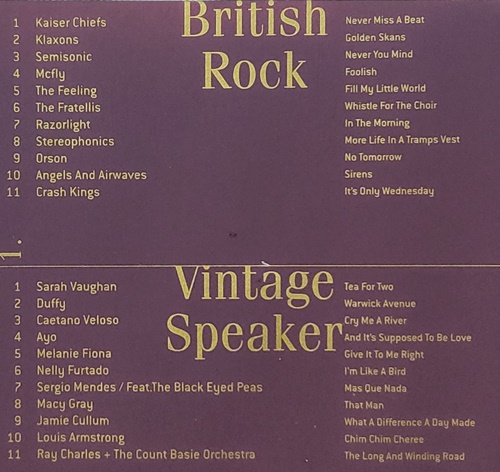 British Rock
1 Kaiser Chiefs Never Miss A Beat
2 Klaxons Golden Skans
3 Semisonic Never You Mind
4 Mcfly Foolish
5 The Feeling Fill My Little World
6 The Fratellis Whistle For The Choir
7 Razorlight In The Morning
8 Stereophonics More Life In A Tramps Vest
9 Orson No Tomorrow
10 Angels And Airwaves Sirens
11 Crash Kings It's Only Wednesday
1.
Vintage Speaker
1 Sarah Vaughan Tea For Two
2 Duffy Warwick Avenue
3 Caetano Veloso Cry Me A River
4 Ayo And It's Supposed To Be Love
5 Melanie Fiona Give It To Me Right
6 Nelly Furtado I'm Like A Bird
7 Sergio Mendes / Feat:The Black Eyed Peas Mas Que Nada
8 Macy Gray That Man
9 Jamie Cullum What A Difference A Day Made
10 Louis Armstrong Chim Chim Cheree
11 Ray Charles + The Count Basie Orchestra The Long And Winding Road